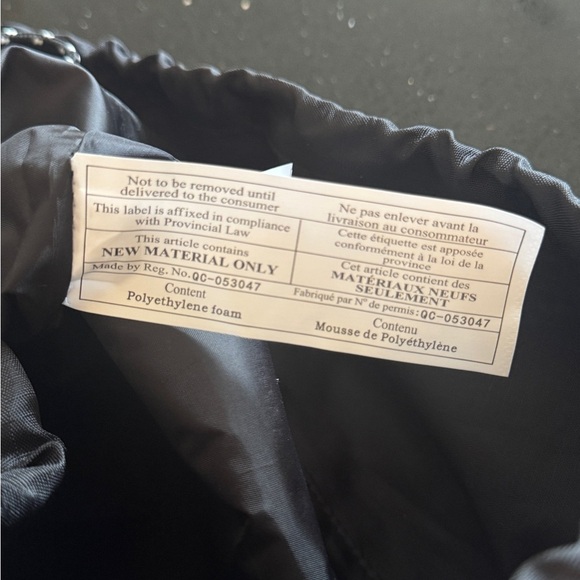 Not to be removed until
delivered to the consumer
This label is affixed in compliance
with Provincial Law
This article contains
NEW MATERIAL ONLY
Made by Reg. No.QC-053047
Content
Polyethylene foam
Ne pas enlever avant la
livraison au consommateur
Cette étiquette est apposée
conformément à la loi de la
province
Cet article contient des
MATÉRIAUX NEUFS
SEULEMENT
Fabriqué par N° de permis:QC-053047
Contenu
Mousse de Polyéthylène